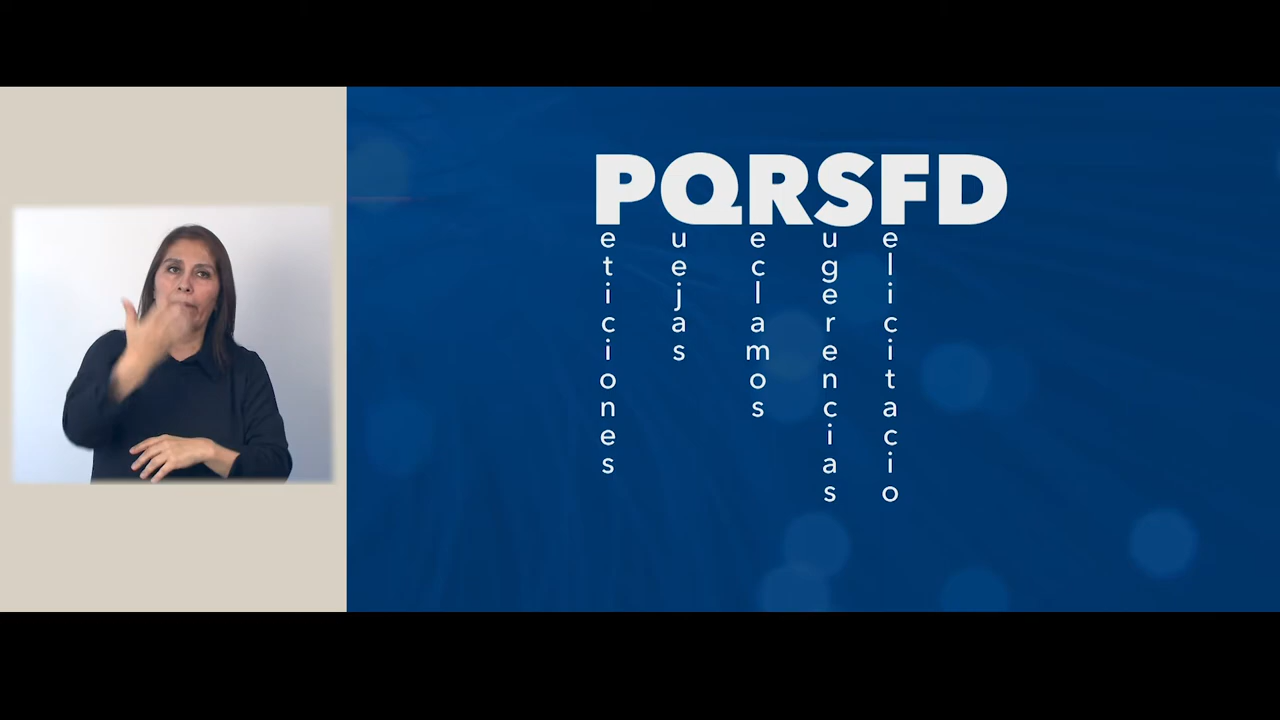 PQRSFD
eticiones
uejas
eclamos
ugerencias
elicitacio